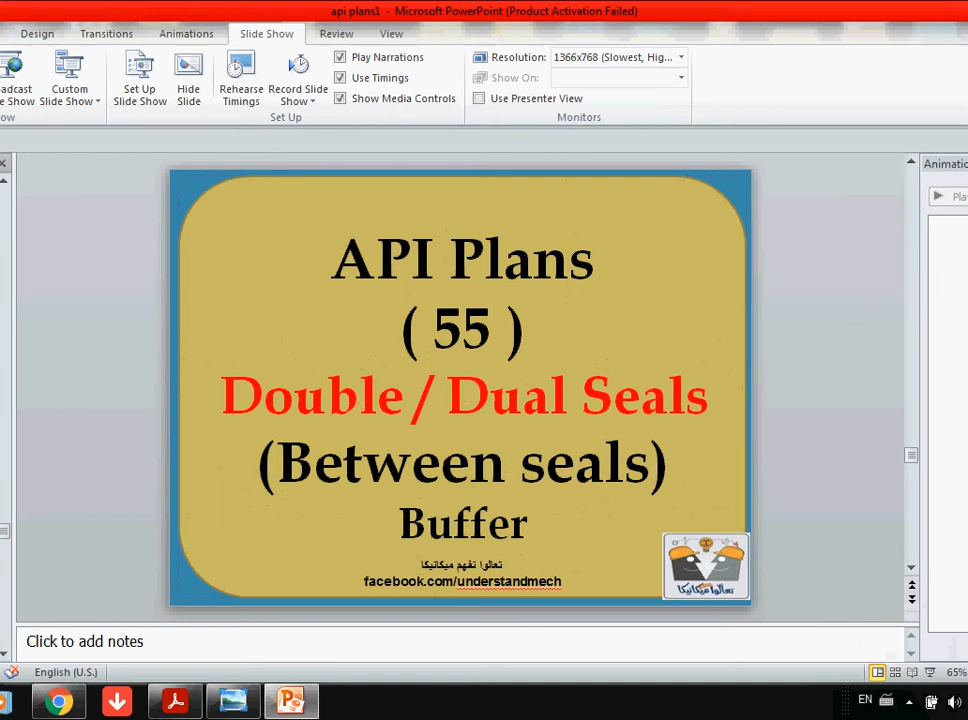 api plans1 - Microsoft PowerPoint (Product Activation Failed)
Design Transitions Animations Slide Show Review View
Custom Slide Show
Set Up Slide Show
Hide Slide
Rehearse Timings
Record Slide Show
Play Narrations
Use Timings
Show Media Controls
Set Up
Resolution: 1366x768 (Slowest, Hig...
Show On:
Use Presenter View
Monitors
API Plans
( 55 )
Double / Dual Seals
(Between seals)
Buffer
تعالوا نفهم ميكانيكا
facebook.com/understandmech
تعالوا ميكانيكا
Click to add notes
English (U.S.)
65%
EN